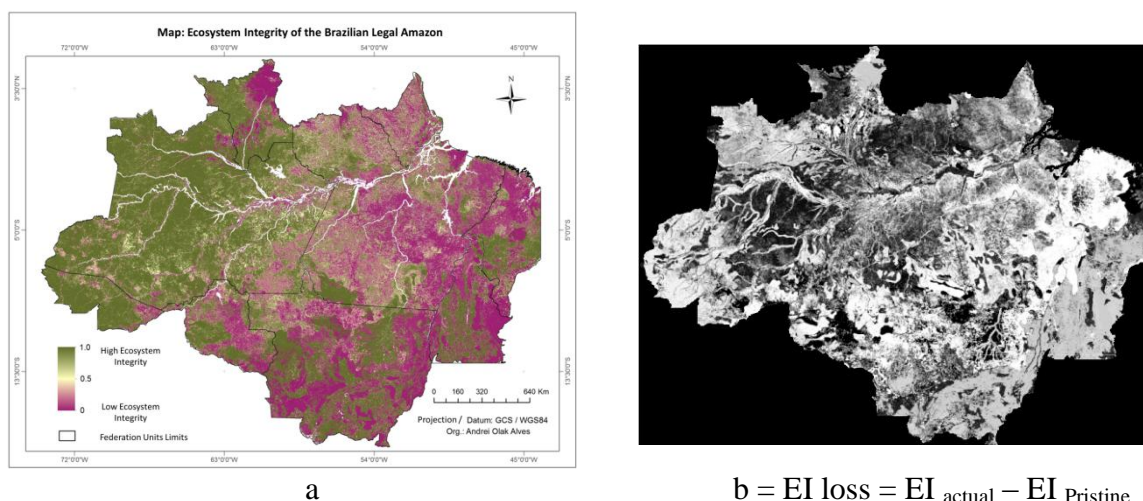 Map: Ecosystem Integrity of the Brazilian Legal Amazon
72°0'0"W 63°0'0"W 54°0'0"W 45°0'0"W
3°30'0"N
3°30'0"N
N
5°0'0"S
5°0'0"S
1.0 High Ecosystem Integrity
0.5
0 Low Ecosystem Integrity
13°30'0"S
13°30'0"S
0 160 320 640 Km
Projection / Datum: GCS / WGS84
Org.: Andrei Olak Alves
Federation Units Limits
72°0'0"W 63°0'0"W 54°0'0"W 45°0'0"W
a
b = EI loss = EI actual – EI Pristine